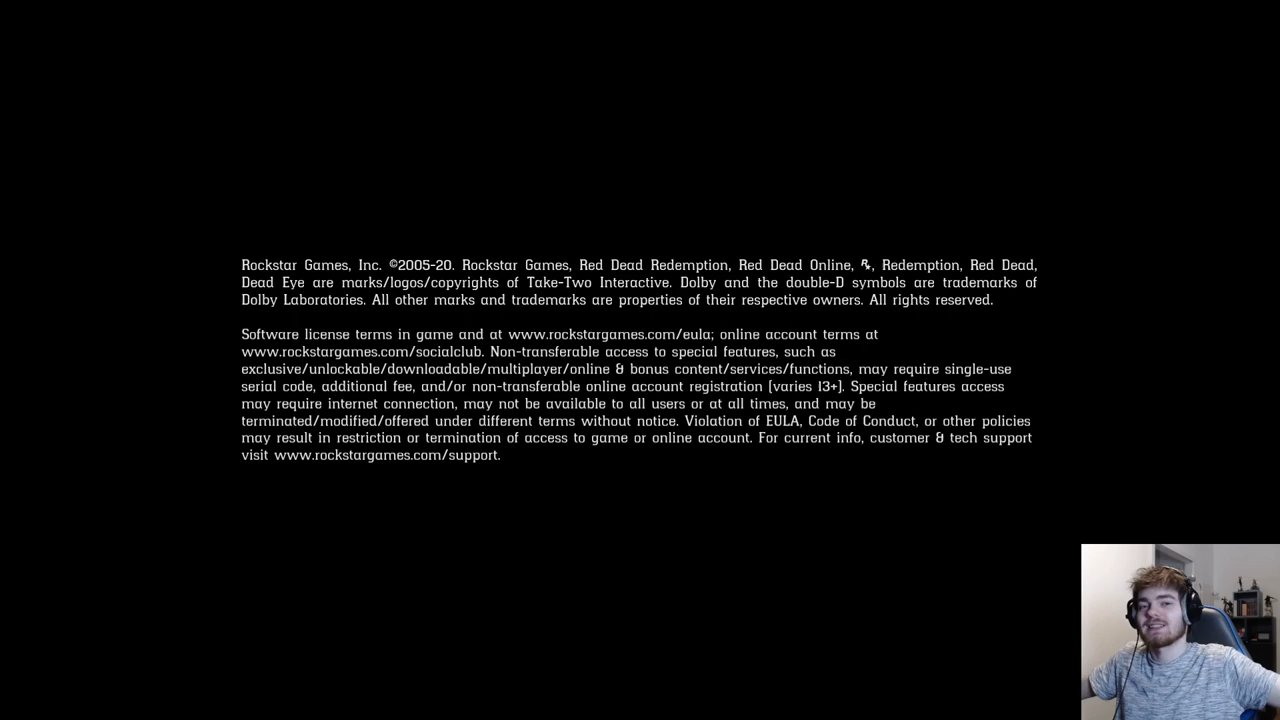 Rockstar Games, Inc. ©2005-20. Rockstar Games, Red Dead Redemption, Red Dead Online, R*, Redemption, Red Dead,
Dead Eye are marks/logos/copyrights of Take-Two Interactive. Dolby and the double-D symbols are trademarks of
Dolby Laboratories. All other marks and trademarks are properties of their respective owners. All rights reserved.
Software license terms in game and at www.rockstargames.com/eula; online account terms at
www.rockstargames.com/socialclub. Non-transferable access to special features, such as
exclusive/unlockable/downloadable/multiplayer/online & bonus content/services/functions, may require single-use
serial code, additional fee, and/or non-transferable online account registration (varies 13+). Special features access
may require internet connection, may not be available to all users or at all times, and may be
terminated/modified/offered under different terms without notice. Violation of EULA, Code of Conduct, or other policies
may result in restriction or termination of access to game or online account. For current info, customer & tech support
visit www.rockstargames.com/support.